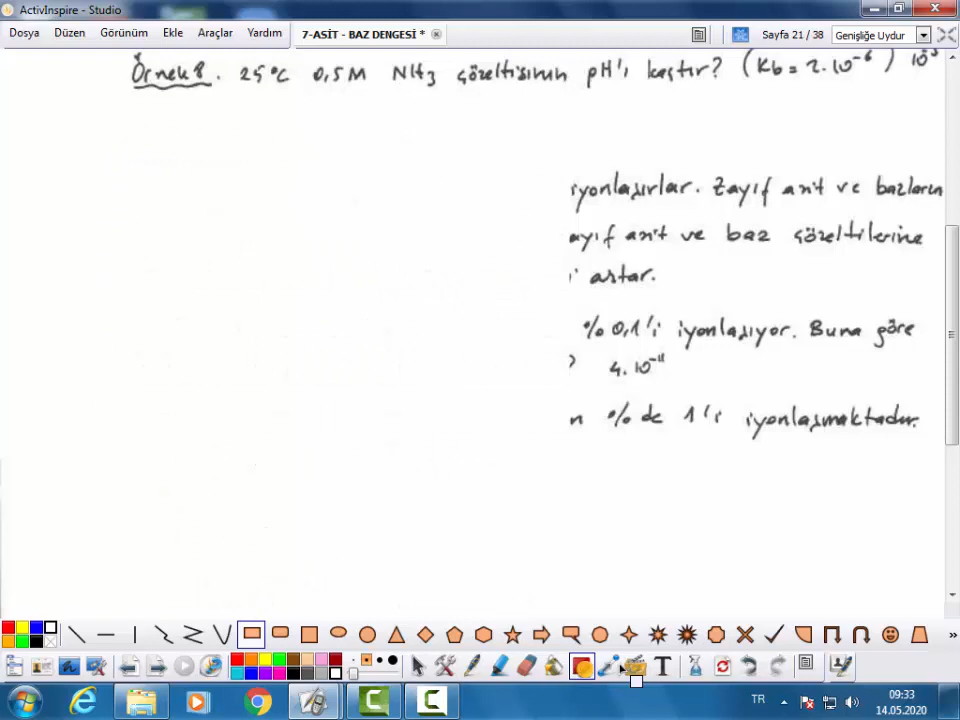 ActivInspire - Studio
Dosya Düzen Görünüm Ekle Araçlar Yardım 7-ASİT - BAZ DENGESİ * Sayfa 21 / 38 Genişliğe Uydur
Örnek 8. 25°C 0,5M NH3 çözeltisinin pH'ı kaçtır? (Kb = 2.10⁻⁶)
iyonlaşırlar. Zayıf asit ve bazların
ayıf asit ve baz çözeltilerine
artar.
% 0,1'i iyonlaşıyor. Buna göre
? 4.10⁻¹¹
n % de 1'i iyonlaşmaktadır.
TR 09:33
14.05.2020